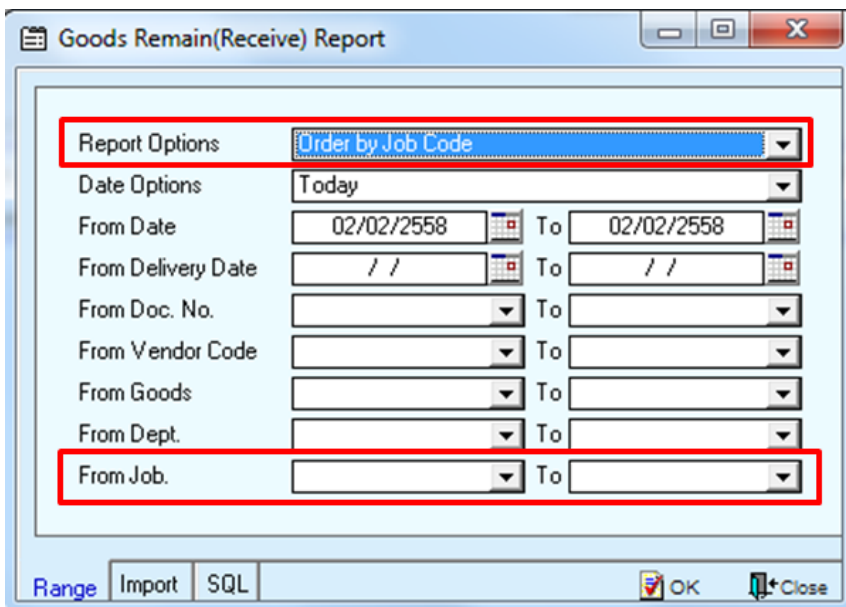 Goods Remain(Receive) Report
Report Options Order by Job Code
Date Options Today
From Date 02/02/2558 To 02/02/2558
From Delivery Date / / To / /
From Doc. No. To
From Vendor Code To
From Goods To
From Dept. To
From Job. To
Range Import SQL OK Close